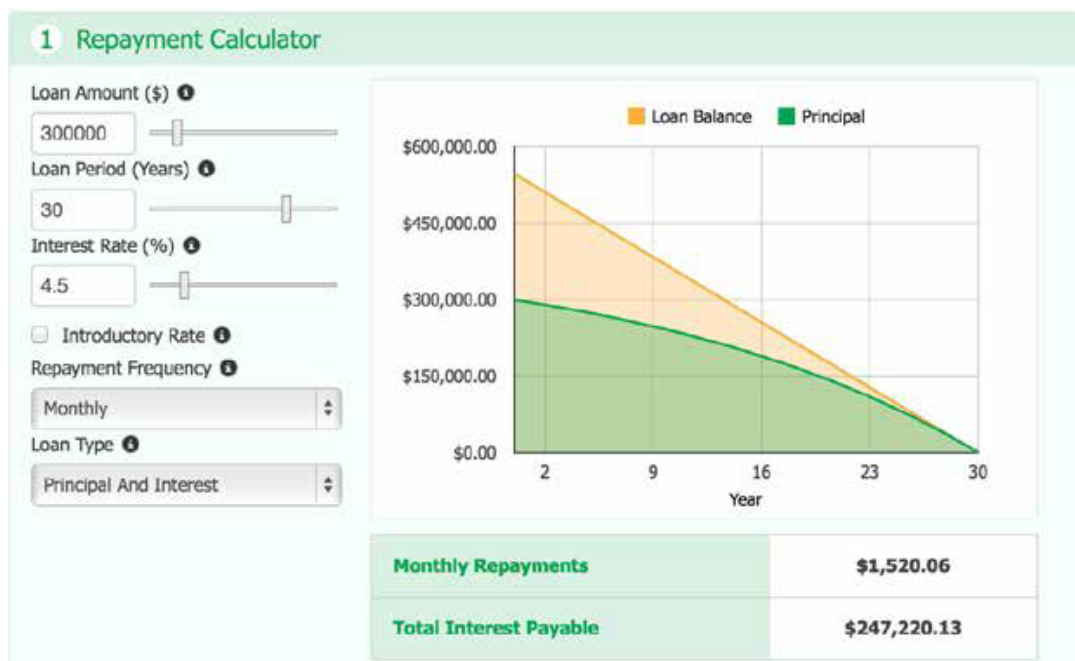 1 Repayment Calculator
Loan Amount ($)
300000
Loan Period (Years)
30
Interest Rate (%)
4.5
Introductory Rate
Repayment Frequency
Monthly
Loan Type
Principal And Interest
Loan Balance Principal
$600,000.00
$450,000.00
$300,000.00
$150,000.00
$0.00
2 9 16 23 30
Year
Monthly Repayments $1,520.06
Total Interest Payable $247,220.13